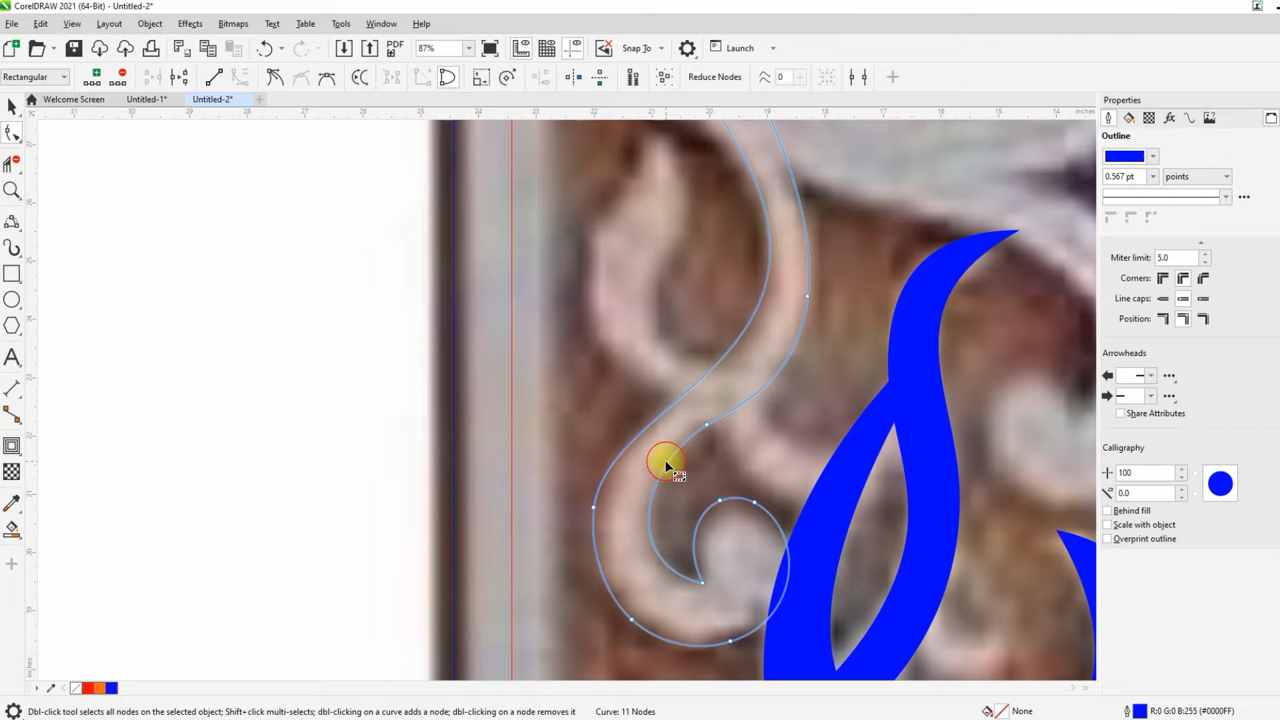 CorelDRAW 2021 (64-Bit) - Untitled-2*
File Edit View Layout Object Effects Bitmaps Text Table Tools Window Help
PDF 87% Snap To Launch
Rectangular Reduce Nodes 0
Welcome Screen Untitled-1* Untitled-2*
inches
Properties
Outline
0.567 pt points
Miter limit: 5.0
Corners:
Line caps:
Position:
Arrowheads
Share Attributes
Calligraphy
100
0.0
Behind fill
Scale with object
Overprint outline
Dbl-click tool selects all nodes on the selected object; Shift+click multi-selects; dbl-clicking on a curve adds a node; dbl-clicking on a node removes it Curve: 11 Nodes None R:0 G:0 B:255 (#0000FF)